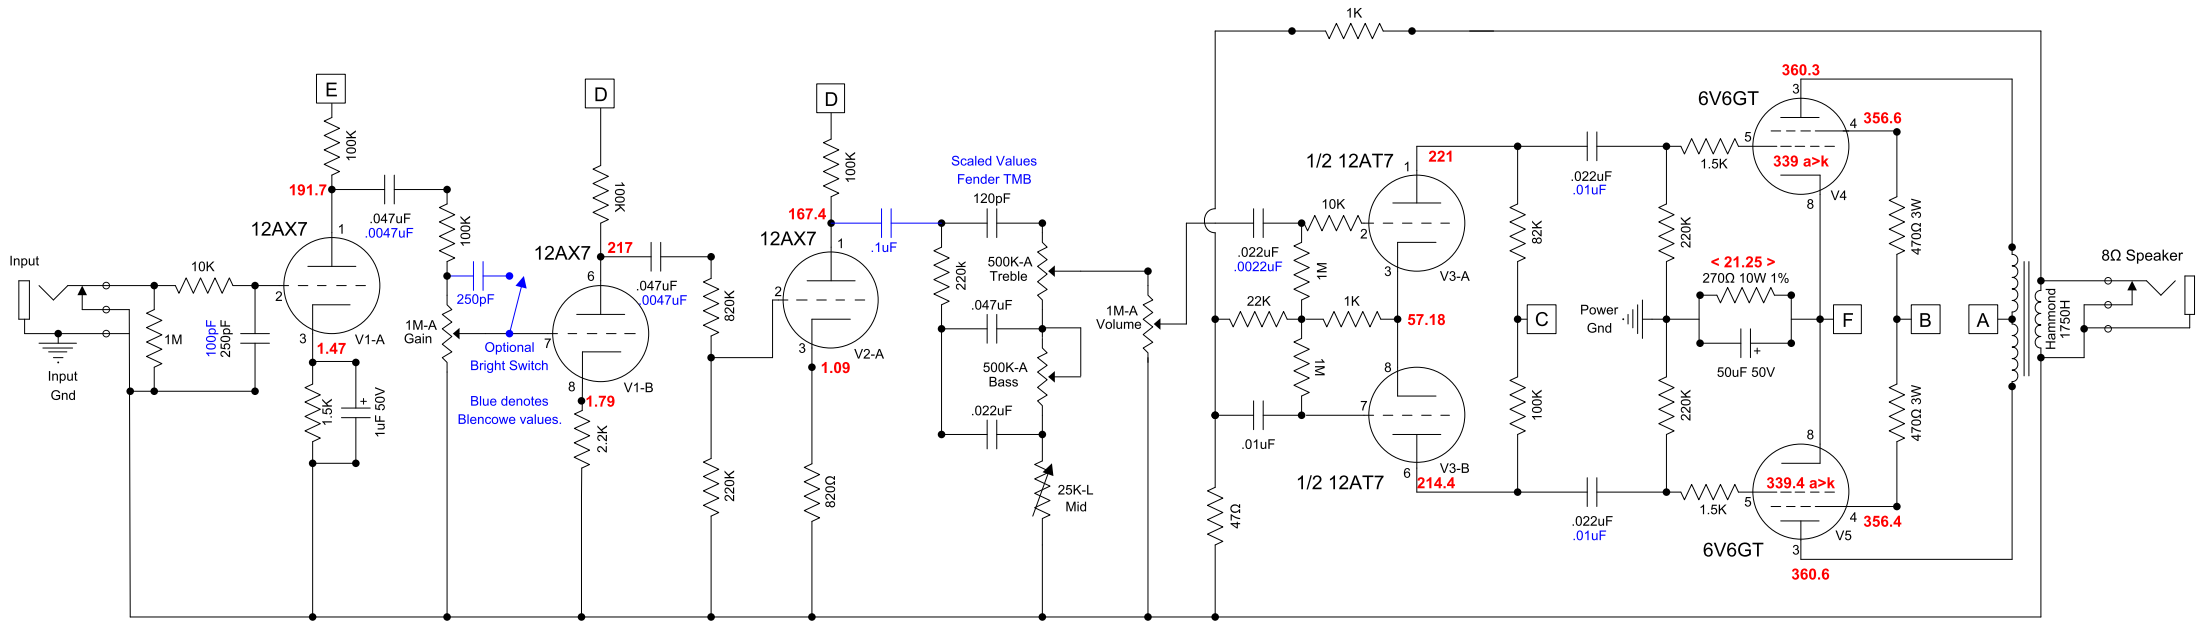 Input
Input
Gnd
1M
10K
100pF
250pF
E
100K
191.7
12AX7
1
2
3
V1-A
1.47
1.5K
1uF 50V
+
.047uF
.0047uF
100K
250pF
1M-A
Gain
Optional
Bright Switch
Blue denotes
Blencowe values.
D
100K
217
12AX7
6
7
8
V1-B
1.79
2.2K
.047uF
.0047uF
820K
220K
D
100K
167.4
12AX7
1
2
3
V2-A
1.09
820Ω
.1uF
Scaled Values
Fender TMB
120pF
220k
500K-A
Treble
.047uF
500K-A
Bass
.022uF
25K-L
Mid
1M-A
Volume
1K
.022uF
.0022uF
10K
1M
22K
1K
1M
.01uF
47Ω
1/2 12AT7
1
221
2
3
V3-A
57.18
8
7
6
V3-B
214.4
1/2 12AT7
82K
C
100K
.022uF
.01uF
.022uF
.01uF
220K
220K
Power
Gnd
1.5K
1.5K
< 21.25 >
270Ω 10W 1%
+
50uF 50V
360.3
6V6GT
3
4
356.6
5
339 a>k
V4
8
F
8
339.4 a>k
5
4
356.4
V5
3
6V6GT
360.6
470Ω 3W
B
470Ω 3W
A
Hammond
1750H
8Ω Speaker